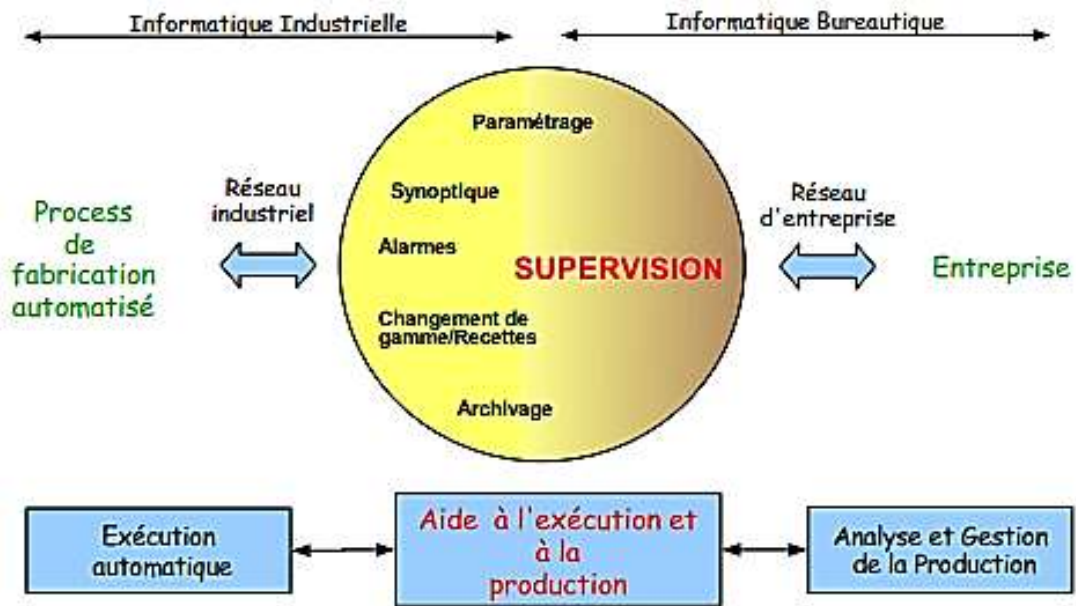 Informatique Industrielle
Informatique Bureautique
Paramétrage
Synoptique
Alarmes
SUPERVISION
Changement de
gamme/Recettes
Archivage
Process
de
fabrication
automatisé
Réseau
industriel
Réseau
d'entreprise
Entreprise
Exécution
automatique
Aide à l'exécution et
à la
production
Analyse et Gestion
de la Production